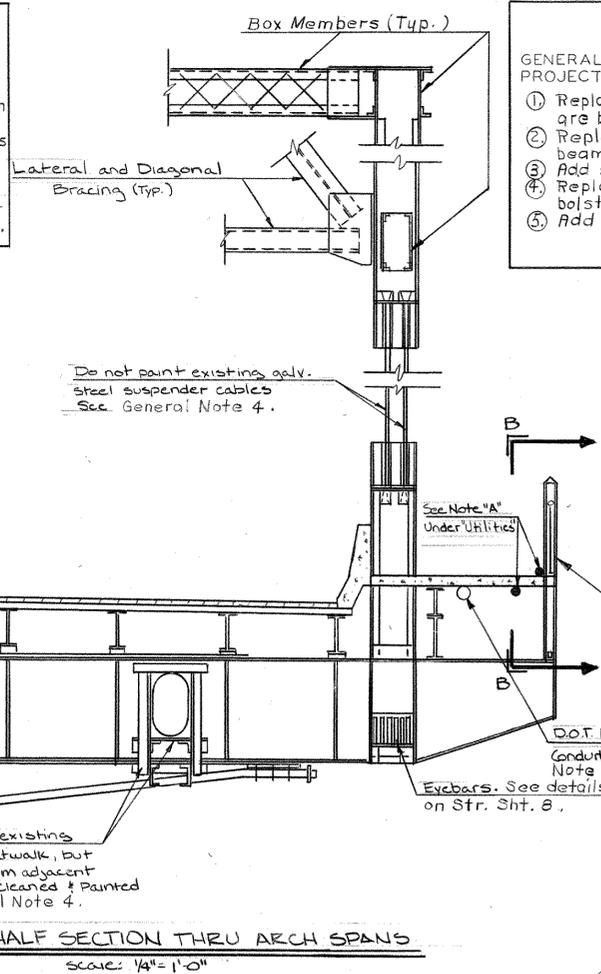 Box Members (Typ.)
GENERAL
PROJECT
① Repla
are b
② Repl
beam
③ Add
④ Repla
bolst
⑤ Add
Lateral and Diagonal
Bracing (Typ.)
Do not paint existing galv.
steel suspender cables
See General Note 4.
B
See Note "A"
Under "Utilities"
B
D.O.T.
Conduit
Note
Eyebars. See details
on Str. Sht. 8.
existing
twalk, but
m adjacent
cleaned & Painted
l Note 4.
HALF SECTION THRU ARCH SPANS
Scale: 1/4" = 1'-0"